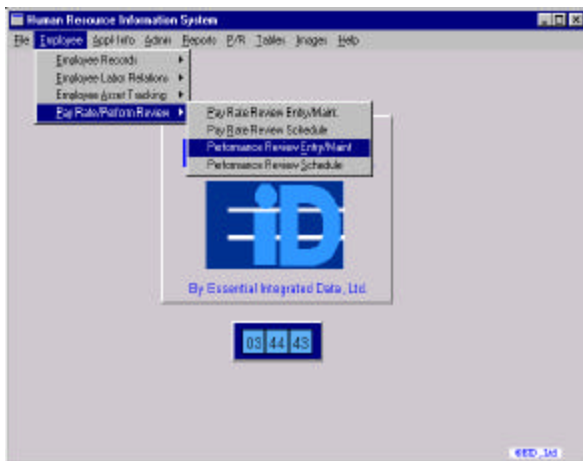 Human Resource Information System
File Employee Appl-Info Admin Reports P/R Tables Images Help
Employee Records
Employee Labor Relations
Employee Asset Tracking
Pay Rate/Perform Review
Pay Rate Review Entry/Maint.
Pay Rate Review Schedule
Performance Review Entry/Maint
Performance Review Schedule
iD
By Essential Integrated Data, Ltd.
03 44 43